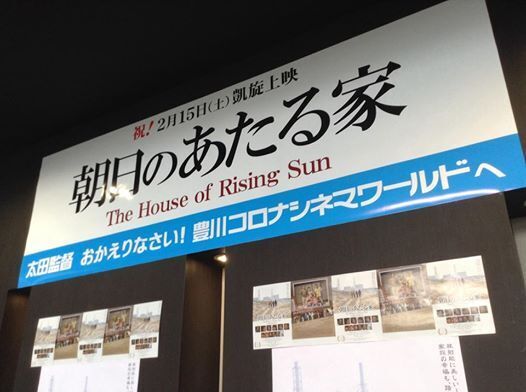 祝!2月15日(土)凱旋上映
朝日のあたる家
The House of Rising Sun
太田監督 おかえりなさい! 豊川コロナシネマワールドへ